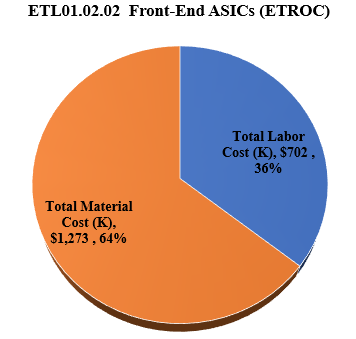 ETL01.02.02  Front-End ASICs (ETROC)
Total Labor
Cost (K), $702 ,
36%
Total Material
Cost (K),
$1,273 , 64%